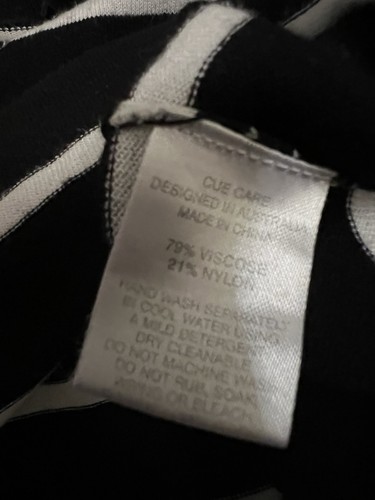 CUE CARE
DESIGNED IN AUSTRALIA
MADE IN CHINA
79% VISCOSE
21% NYLON
HAND WASH SEPARATELY
IN COOL WATER USING
A MILD DETERGENT
DRY CLEANABLE
DO NOT MACHINE WASH
DO NOT RUB, SOAK
WRING OR BLEACH